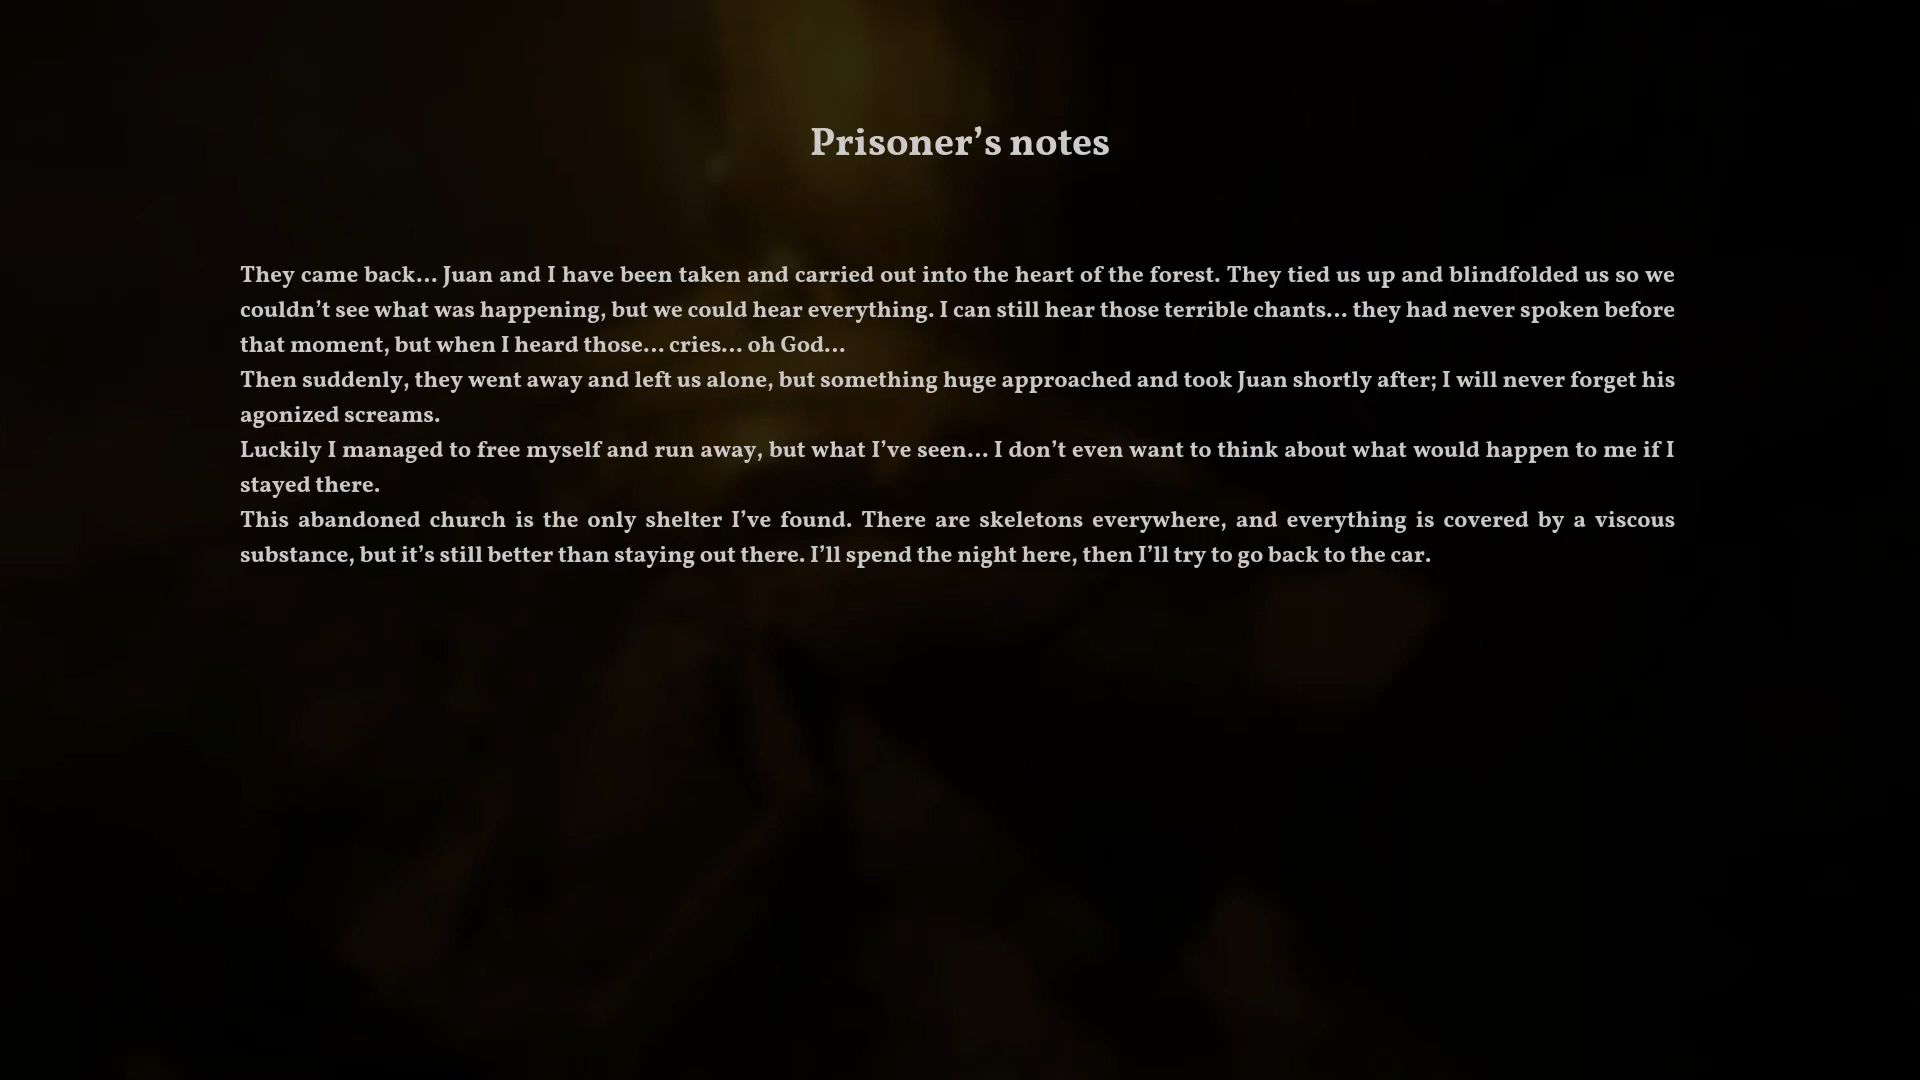 Prisoner’s notes
They came back... Juan and I have been taken and carried out into the heart of the forest. They tied us up and blindfolded us so we
couldn’t see what was happening, but we could hear everything. I can still hear those terrible chants... they had never spoken before
that moment, but when I heard those... cries... oh God...
Then suddenly, they went away and left us alone, but something huge approached and took Juan shortly after; I will never forget his
agonized screams.
Luckily I managed to free myself and run away, but what I’ve seen... I don’t even want to think about what would happen to me if I
stayed there.
This abandoned church is the only shelter I’ve found. There are skeletons everywhere, and everything is covered by a viscous
substance, but it’s still better than staying out there. I’ll spend the night here, then I’ll try to go back to the car.